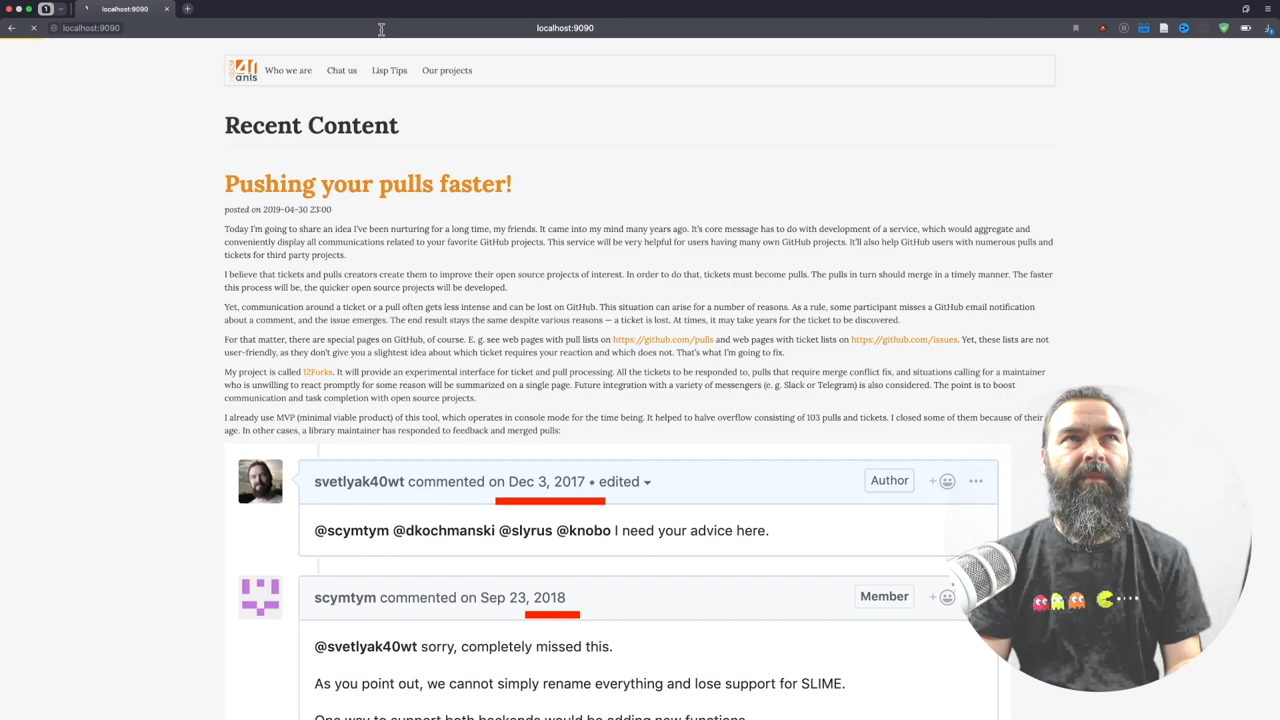 1
localhost:9090
localhost:9090
localhost:9090
40
ants
Who we are
Chat us
Lisp Tips
Our projects
Recent Content
Pushing your pulls faster!
posted on 2019-04-30 23:00
Today I'm going to share an idea I've been nurturing for a long time, my friends. It came into my mind many years ago. It's core message has to do with development of a service, which would aggregate and
conveniently display all communications related to your favorite GitHub projects. This service will be very helpful for users having many own GitHub projects. It'll also help GitHub users with numerous pulls and
tickets for third party projects.
I believe that tickets and pulls creators create them to improve their open source projects of interest. In order to do that, tickets must become pulls. The pulls in turn should merge in a timely manner. The faster
this process will be, the quicker open source projects will be developed.
Yet, communication around a ticket or a pull often gets less intense and can be lost on GitHub. This situation can arise for a number of reasons. As a rule, some participant misses a GitHub email notification
about a comment, and the issue emerges. The end result stays the same despite various reasons — a ticket is lost. At times, it may take years for the ticket to be discovered.
For that matter, there are special pages on GitHub, of course. E. g. see web pages with pull lists on https://github.com/pulls and web pages with ticket lists on https://github.com/issues. Yet, these lists are not
user-friendly, as they don't give you a slightest idea about which ticket requires your reaction and which does not. That's what I'm going to fix.
My project is called 12Forks. It will provide an experimental interface for ticket and pull processing. All the tickets to be responded to, pulls that require merge conflict fix, and situations calling for a maintainer
who is unwilling to react promptly for some reason will be summarized on a single page. Future integration with a variety of messengers (e. g. Slack or Telegram) is also considered. The point is to boost
communication and task completion with open source projects.
I already use MVP (minimal viable product) of this tool, which operates in console mode for the time being. It helped to halve overflow consisting of 103 pulls and tickets. I closed some of them because of their
age. In other cases, a library maintainer has responded to feedback and merged pulls:
svetlyak40wt commented on Dec 3, 2017 • edited
Author
@scymtym @dkochmanski @slyrus @knobo I need your advice here.
scymtym commented on Sep 23, 2018
Member
@svetlyak40wt sorry, completely missed this.
As you point out, we cannot simply rename everything and lose support for SLIME.
One way to support both backends would be adding new functions